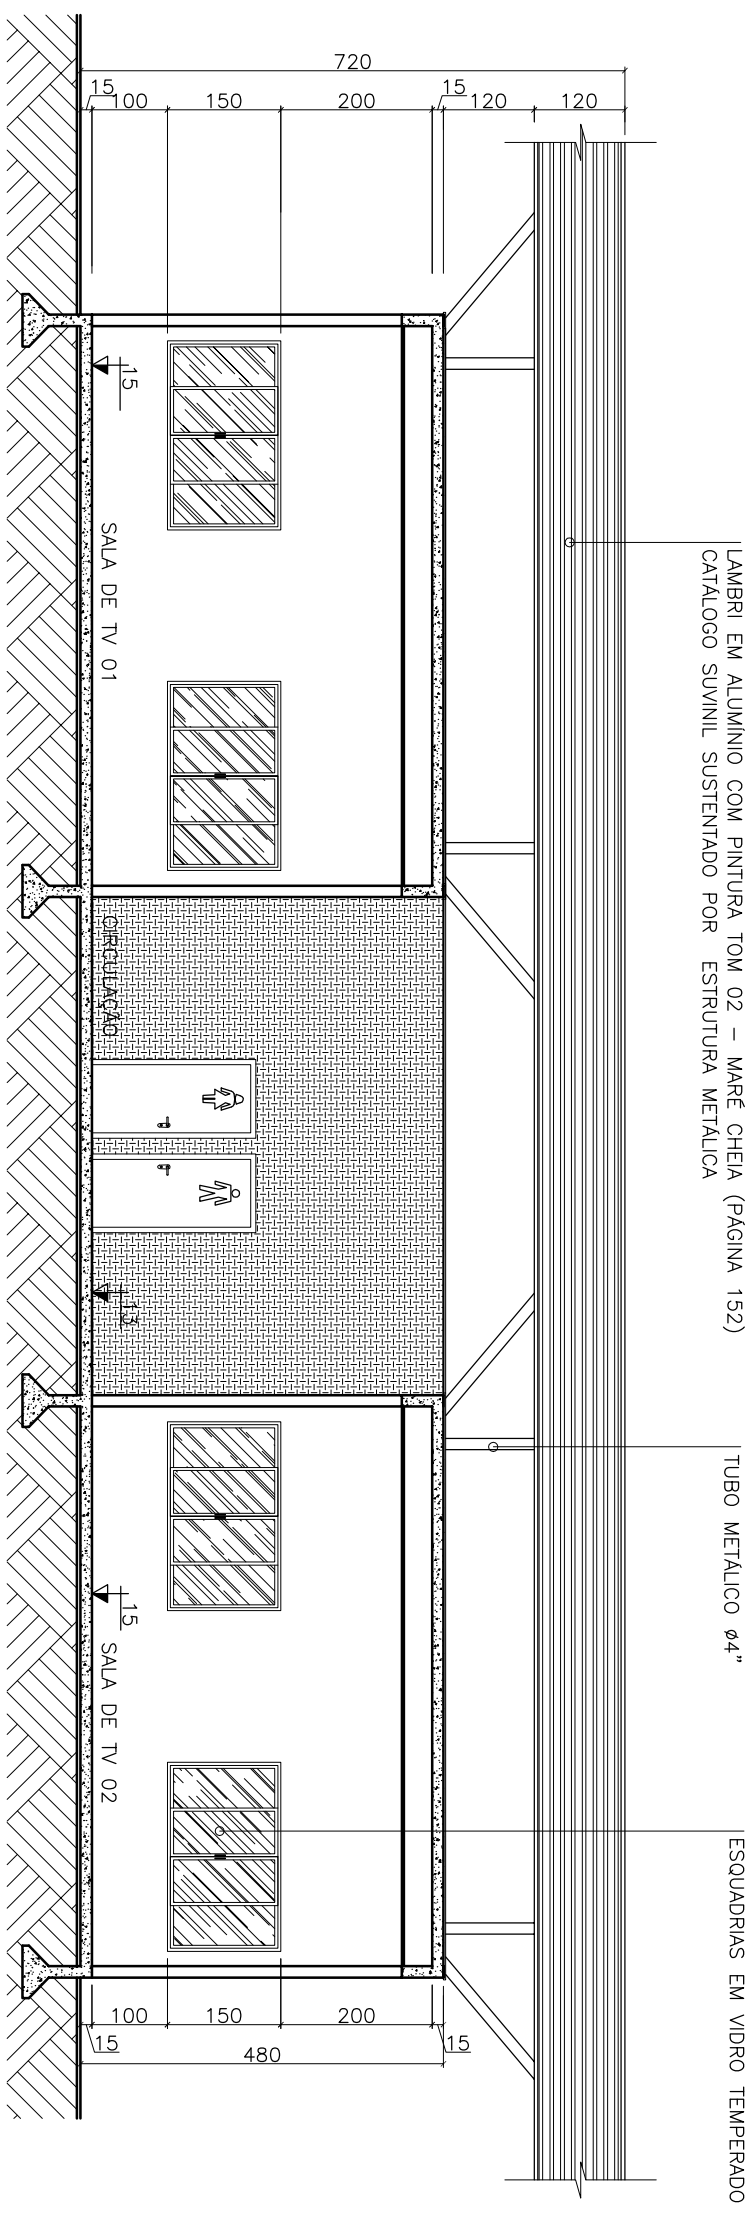 LAMBRI EM ALUMÍNIO COM PINTURA TOM 02 – MARÉ CHEIA (PÁGINA 152)
CATÁLOGO SUVINIL SUSTENTADO POR ESTRUTURA METÁLICA
TUBO METÁLICO ø4"
ESQUADRIAS EM VIDRO TEMPERADO
720
15
100
150
200
15
120
120
15
SALA DE TV 01
CIRCULAÇÃO
13
15
SALA DE TV 02
15
100
150
200
15
480